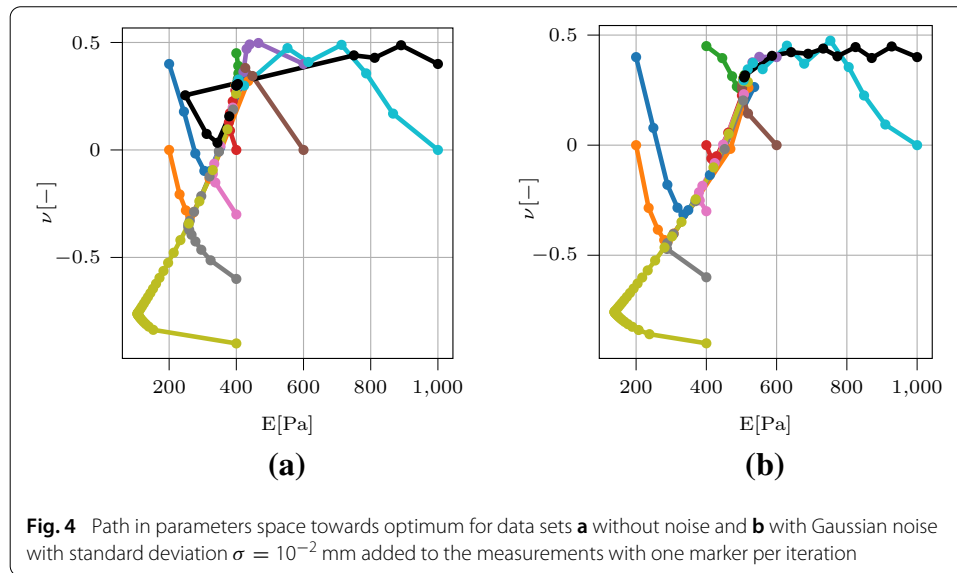 0.5
0
−0.5
ν[−]
200
400
600
800
1,000
E[Pa]
(a)
0.5
0
−0.5
ν[−]
200
400
600
800
1,000
E[Pa]
(b)
Fig. 4 Path in parameters space towards optimum for data sets a without noise and b with Gaussian noise
with standard deviation σ = 10⁻² mm added to the measurements with one marker per iteration